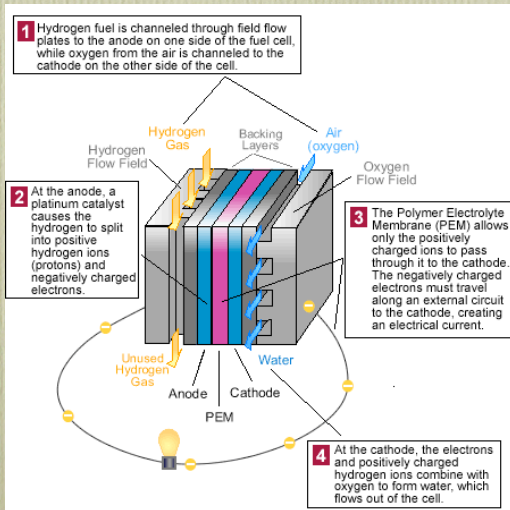 1 Hydrogen fuel is channeled through field flow
plates to the anode on one side of the fuel cell,
while oxygen from the air is channeled to the
cathode on the other side of the cell.
Hydrogen
Gas
Backing
Layers
Air
(oxygen)
Hydrogen
Flow Field
Oxygen
Flow Field
2 At the anode, a
platinum catalyst
causes the
hydrogen to split
into positive
hydrogen ions
(protons) and
negatively charged
electrons.
3 The Polymer Electrolyte
Membrane (PEM) allows
only the positively
charged ions to pass
through it to the cathode.
The negatively charged
electrons must travel
along an external circuit
to the cathode, creating
an electrical current.
Unused
Hydrogen
Gas
Water
Anode
Cathode
PEM
4 At the cathode, the electrons
and positively charged
hydrogen ions combine with
oxygen to form water, which
flows out of the cell.